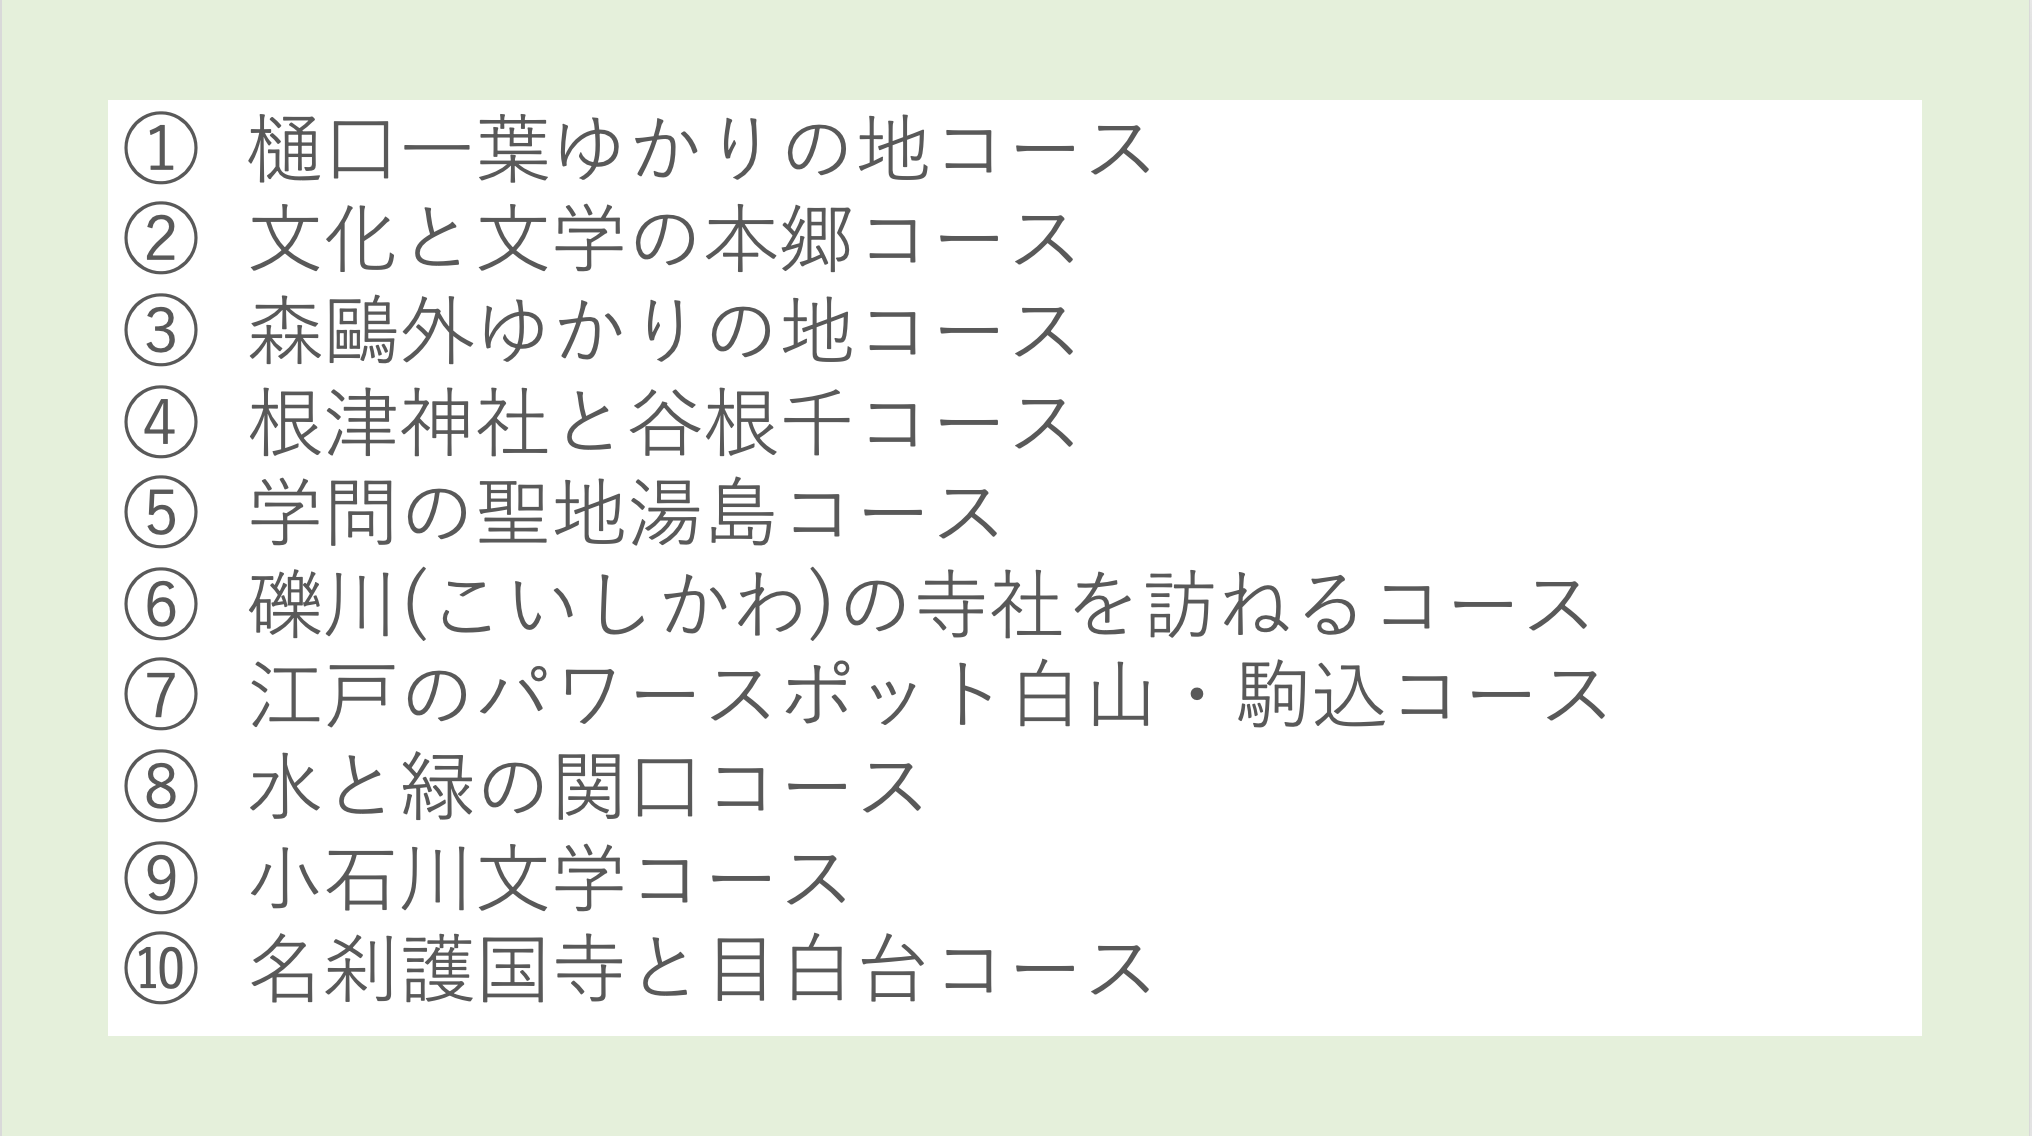 ① 樋口一葉ゆかりの地コース
② 文化と文学の本郷コース
③ 森鷗外ゆかりの地コース
④ 根津神社と谷根千コース
⑤ 学問の聖地湯島コース
⑥ 礫川(こいしかわ)の寺社を訪ねるコース
⑦ 江戸のパワースポット白山・駒込コース
⑧ 水と緑の関口コース
⑨ 小石川文学コース
⑩ 名刹護国寺と目白台コース